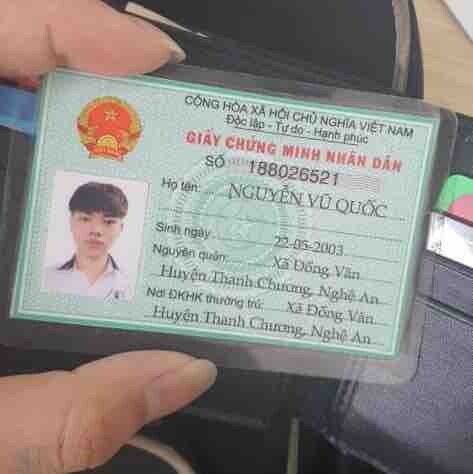 CỘNG HÒA XÃ HỘI CHỦ NGHĨA VIỆT NAM
Độc lập - Tự do - Hạnh phúc
GIẤY CHỨNG MINH NHÂN DÂN
SỐ 188026521
Họ tên: NGUYỄN VŨ QUỐC
Sinh ngày 22-05-2003
Nguyên quán: Xã Đồng Văn
Huyện Thanh Chương, Nghệ An
Nơi ĐKHK thường trú: Xã Đồng Văn
Huyện Thanh Chương, Nghệ An